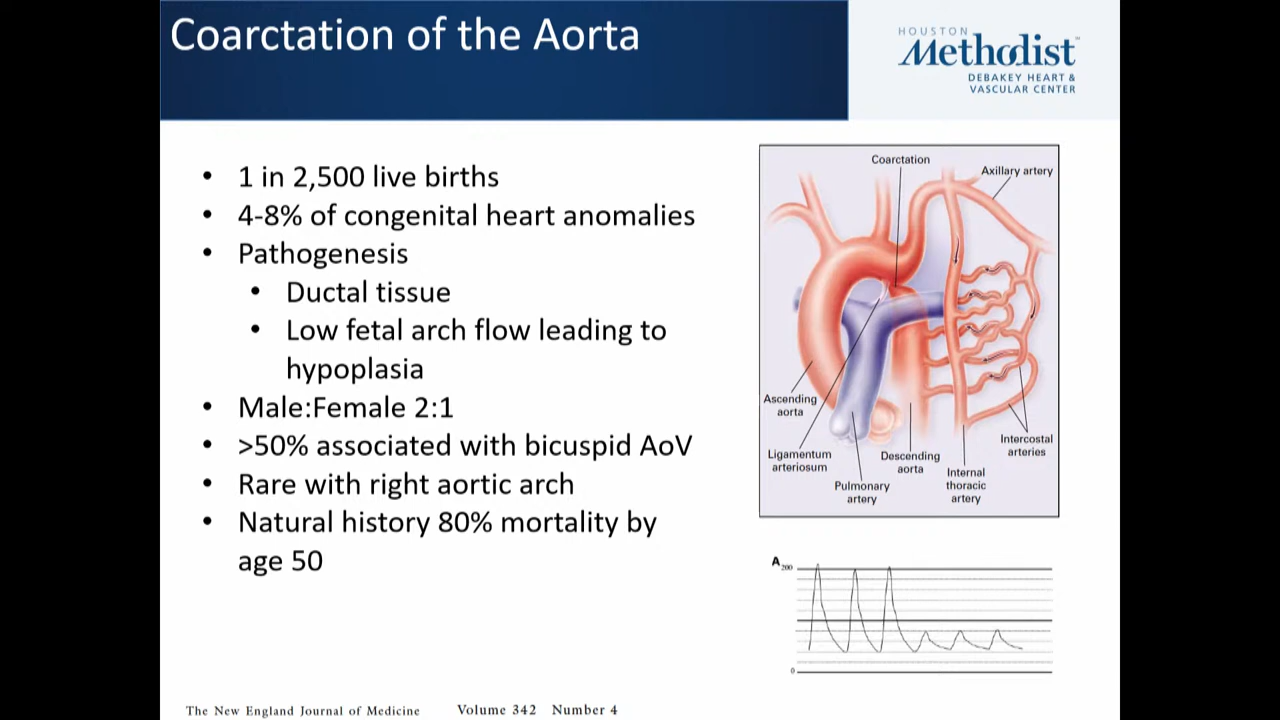 Coarctation of the Aorta
HOUSTON
Methodist
DEBAKEY HEART &
VASCULAR CENTER
• 1 in 2,500 live births
• 4-8% of congenital heart anomalies
• Pathogenesis
• Ductal tissue
• Low fetal arch flow leading to
hypoplasia
• Male:Female 2:1
• >50% associated with bicuspid AoV
• Rare with right aortic arch
• Natural history 80% mortality by
age 50
Coarctation
Axillary artery
Ascending
aorta
Ligamentum
arteriosum
Pulmonary
artery
Descending
aorta
Internal
thoracic
artery
Intercostal
arteries
A
200
0
The New England Journal of Medicine Volume 342 Number 4